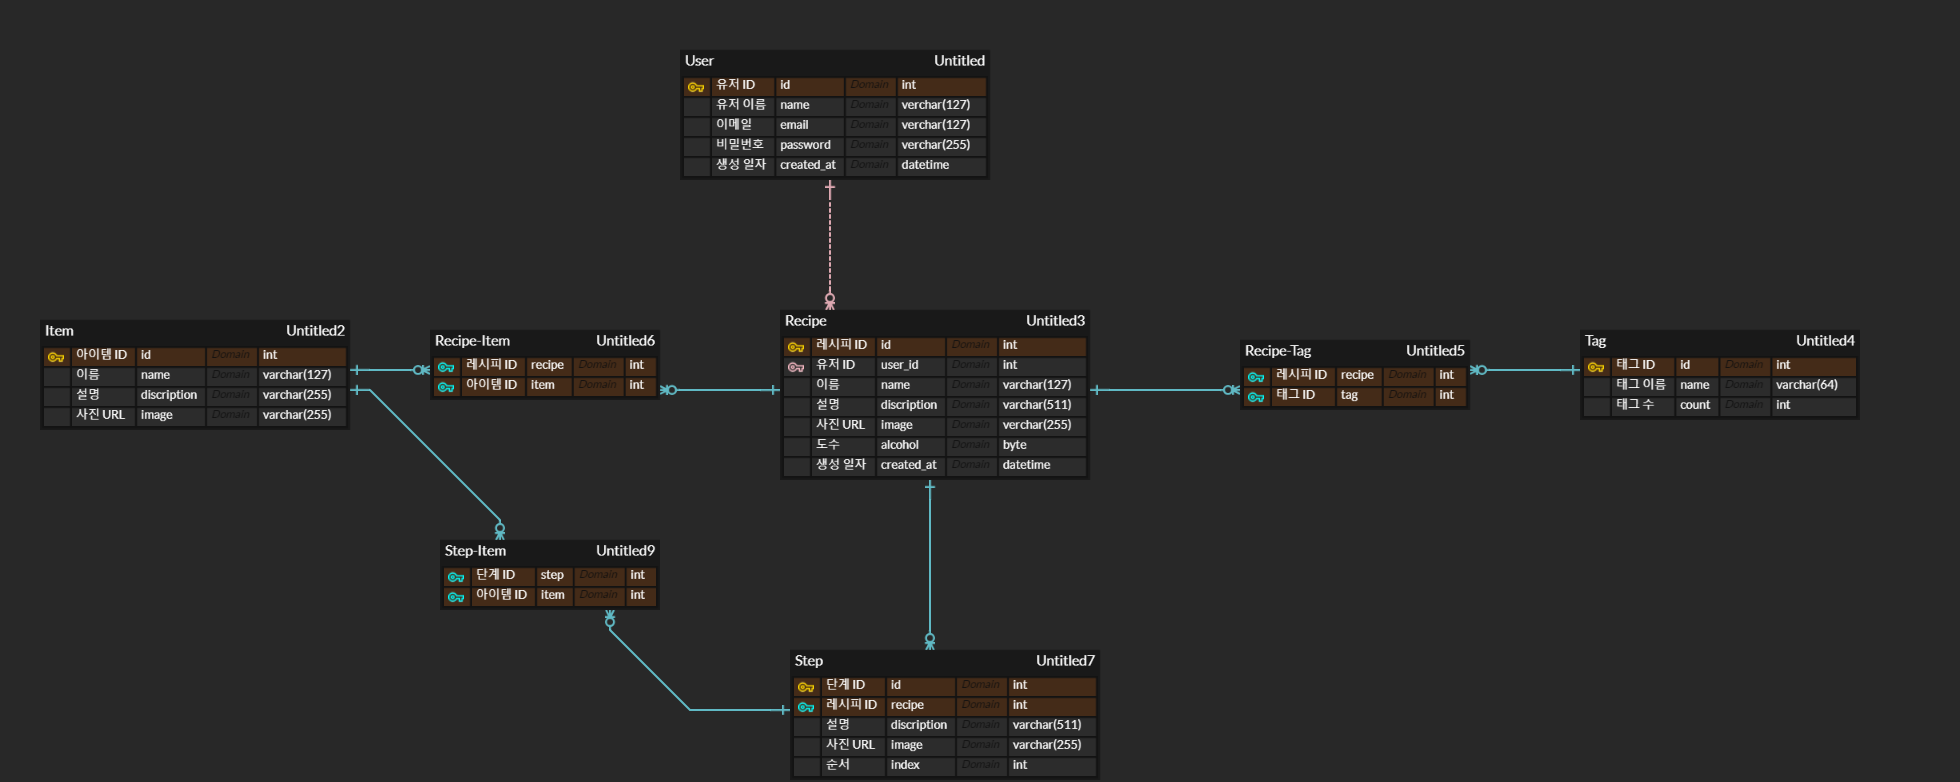 User Untitled
유저 ID id Domain int
유저 이름 name Domain verchar(127)
이메일 email Domain verchar(127)
비밀번호 password Domain verchar(255)
생성 일자 created_at Domain datetime
Item Untitled2
아이템 ID id Domain int
이름 name Domain varchar(127)
설명 discription Domain varchar(255)
사진 URL image Domain varchar(255)
Recipe-Item Untitled6
레시피 ID recipe Domain int
아이템 ID item Domain int
Recipe Untitled3
레시피 ID id Domain int
유저 ID user_id Domain int
이름 name Domain varchar(127)
설명 discription Domain varchar(511)
사진 URL image Domain verchar(255)
도수 alcohol Domain byte
생성 일자 created_at Domain datetime
Recipe-Tag Untitled5
레시피 ID recipe Domain int
태그 ID tag Domain int
Tag Untitled4
태그 ID id Domain int
태그 이름 name Domain varchar(64)
태그 수 count Domain int
Step-Item Untitled9
단계 ID step Domain int
아이템 ID item Domain int
Step Untitled7
단계 ID id Domain int
레시피 ID recipe Domain int
설명 discription Domain varchar(511)
사진 URL image Domain varchar(255)
순서 index Domain int